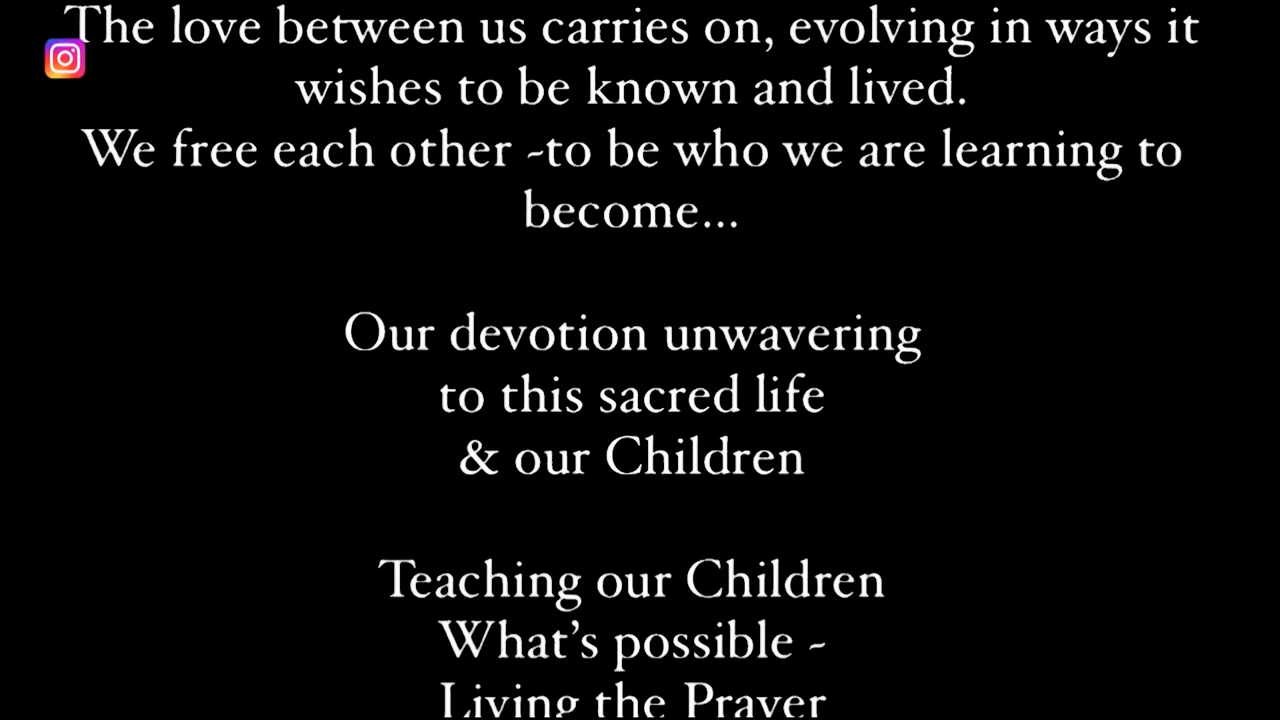 The love between us carries on, evolving in ways it
wishes to be known and lived.
We free each other -to be who we are learning to
become...
Our devotion unwavering
to this sacred life
& our Children
Teaching our Children
What’s possible -
Living the Prayer